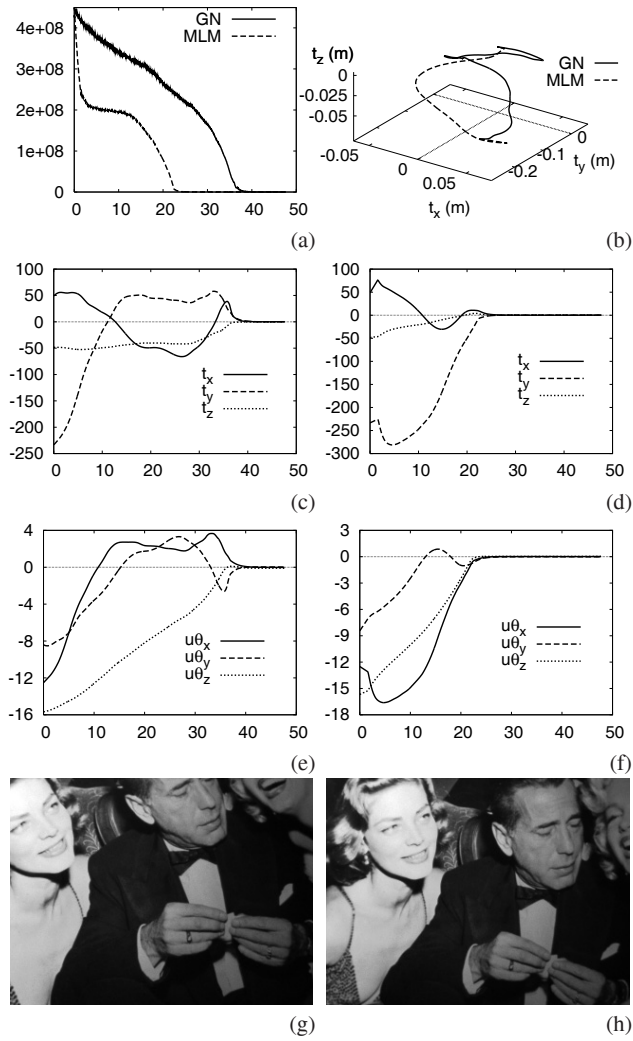 4e+08
3e+08
2e+08
1e+08
0
0 10 20 30 40 50
GN
MLM
(a)
t_z (m)
0
-0.025
-0.05
-0.05
0
0.05
t_x (m)
-0.2
-0.1
0
t_y (m)
GN
MLM
(b)
100
50
0
-50
-100
-150
-200
-250
0 10 20 30 40 50
t_x
t_y
t_z
(c)
100
50
0
-50
-100
-150
-200
-250
-300
0 10 20 30 40 50
t_x
t_y
t_z
(d)
4
0
-4
-8
-12
-16
0 10 20 30 40 50
uθ_x
uθ_y
uθ_z
(e)
3
0
-3
-6
-9
-12
-15
-18
0 10 20 30 40 50
uθ_x
uθ_y
uθ_z
(f)
(g)
(h)